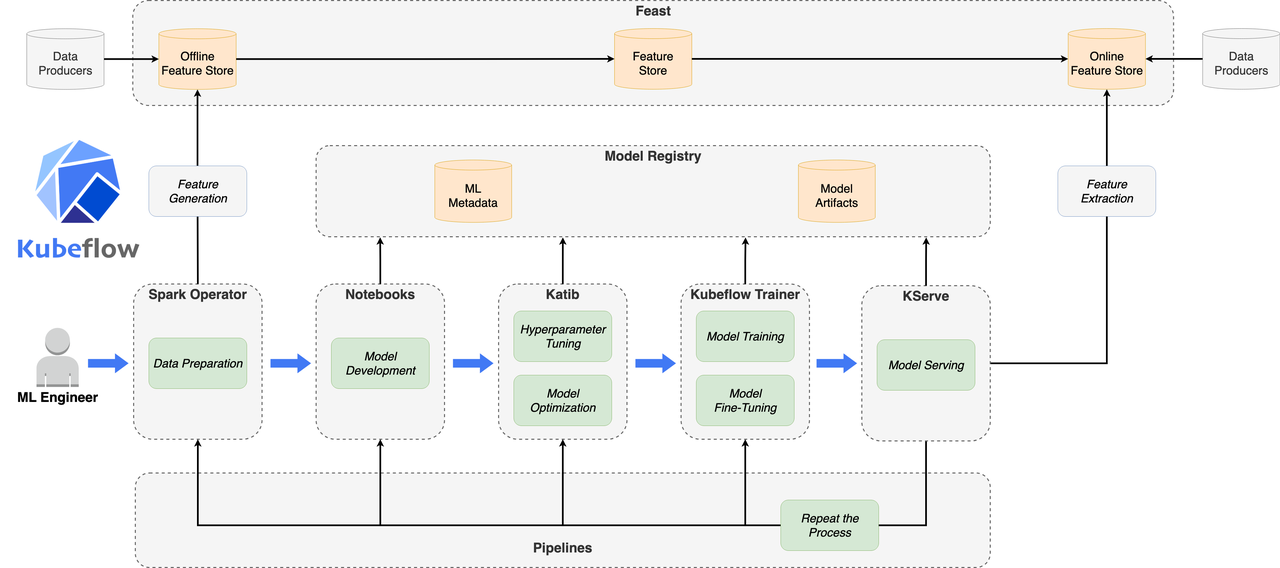 Feast
Data
Producers
Offline
Feature Store
Feature
Store
Online
Feature Store
Data
Producers
Model Registry
ML
Metadata
Model
Artifacts
Feature
Generation
Feature
Extraction
Kubeflow
Spark Operator
Notebooks
Katib
Kubeflow Trainer
KServe
Data Preparation
Model
Development
Hyperparameter
Tuning
Model
Optimization
Model Training
Model
Fine-Tuning
Model Serving
ML Engineer
Repeat the
Process
Pipelines